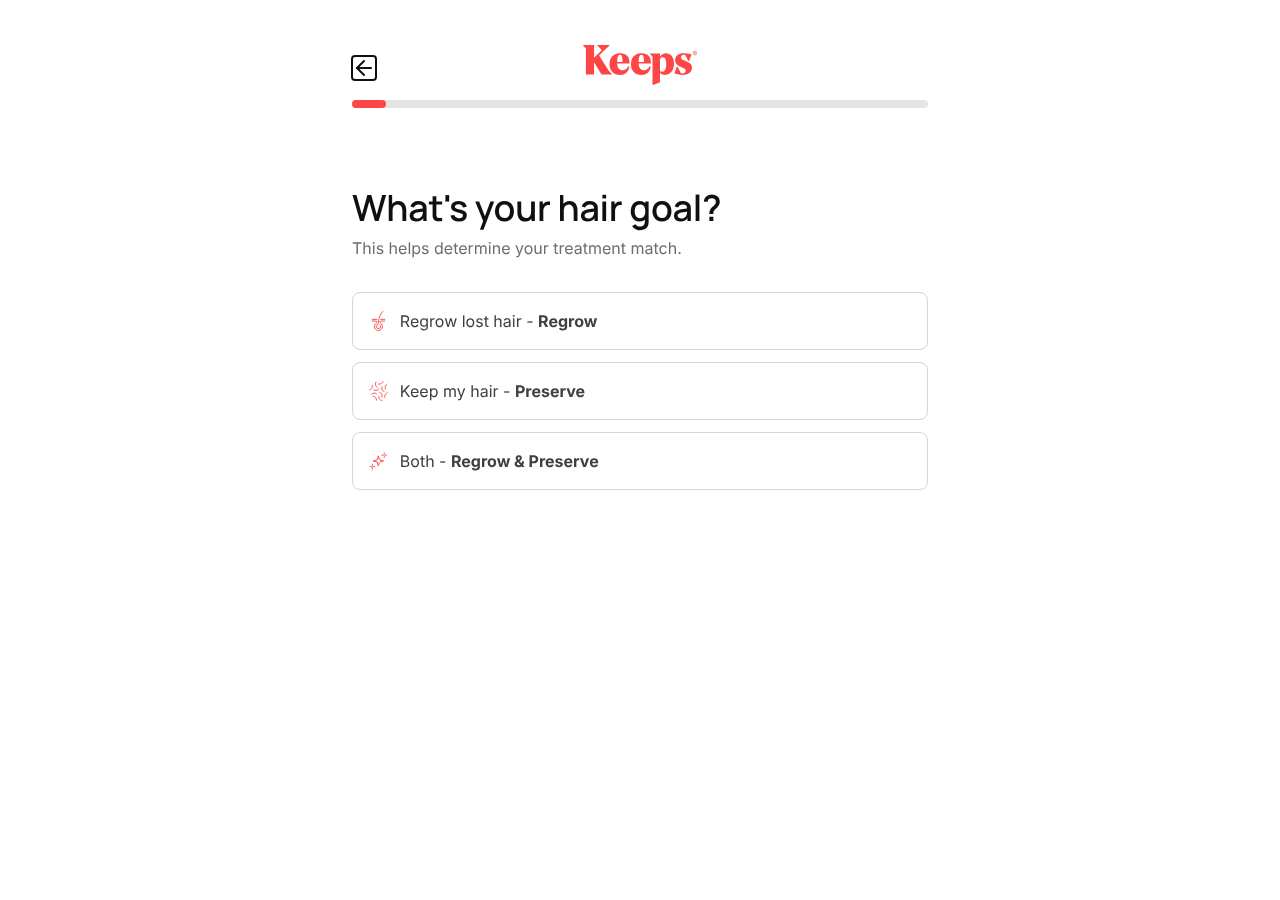 Keeps®
What's your hair goal?
This helps determine your treatment match.
Regrow lost hair - Regrow
Keep my hair - Preserve
Both - Regrow & Preserve